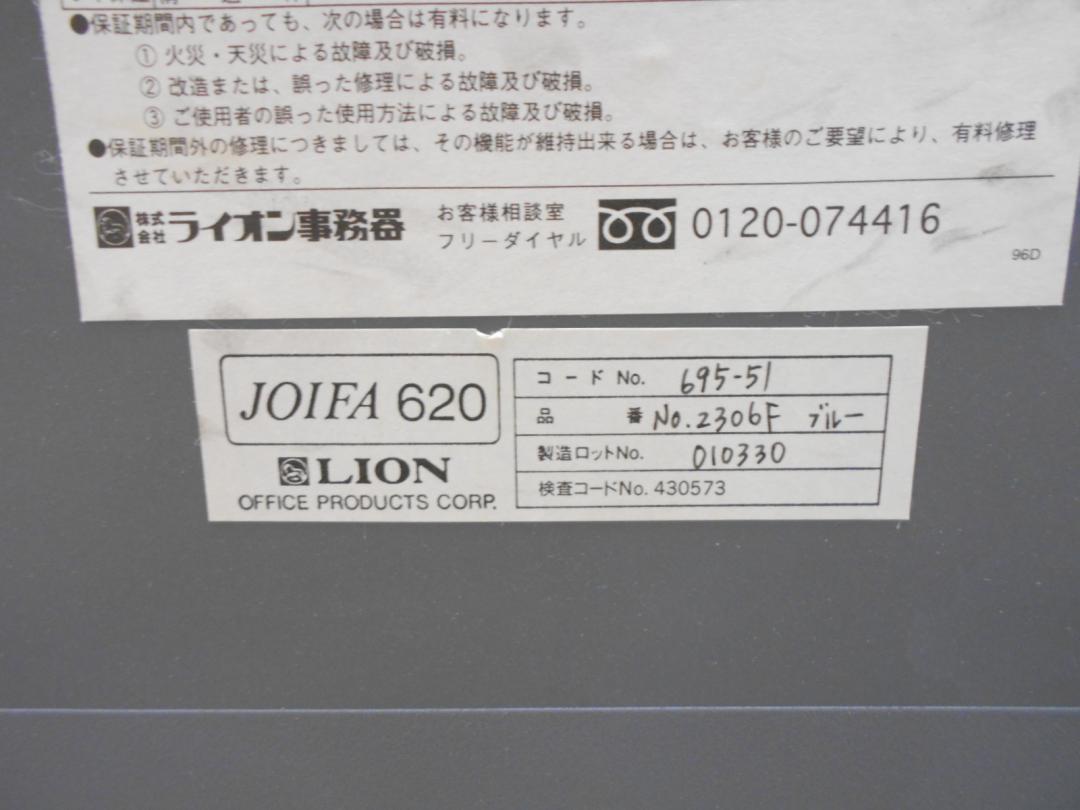 ●保証期間内であっても、次の場合は有料になります。
① 火災・天災による故障及び破損。
② 改造または、誤った修理による故障及び破損。
③ ご使用者の誤った使用方法による故障及び破損。
●保証期間外の修理につきましては、その機能が維持出来る場合は、お客様のご要望により、有料修理
させていただきます。
株式会社 ライオン事務器 お客様相談室 フリーダイヤル 0120-074416
96D
JOIFA 620
LION
OFFICE PRODUCTS CORP.
コードNo. 695-51
品番 No.2306F ブルー
製造ロットNo. 010330
検査コードNo. 430573